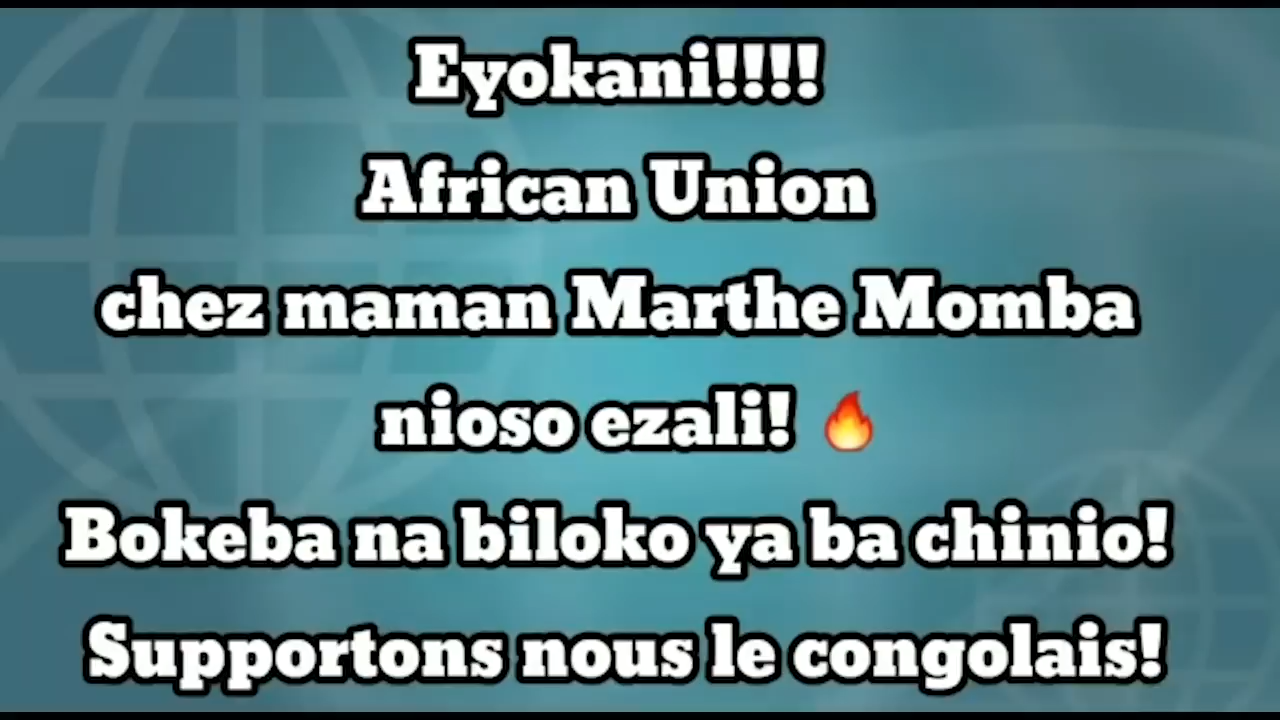 Eyokani!!!!
African Union
chez maman Marthe Momba
nioso ezali! 🔥
Bokeba na biloko ya ba chinio!
Supportons nous le congolais!